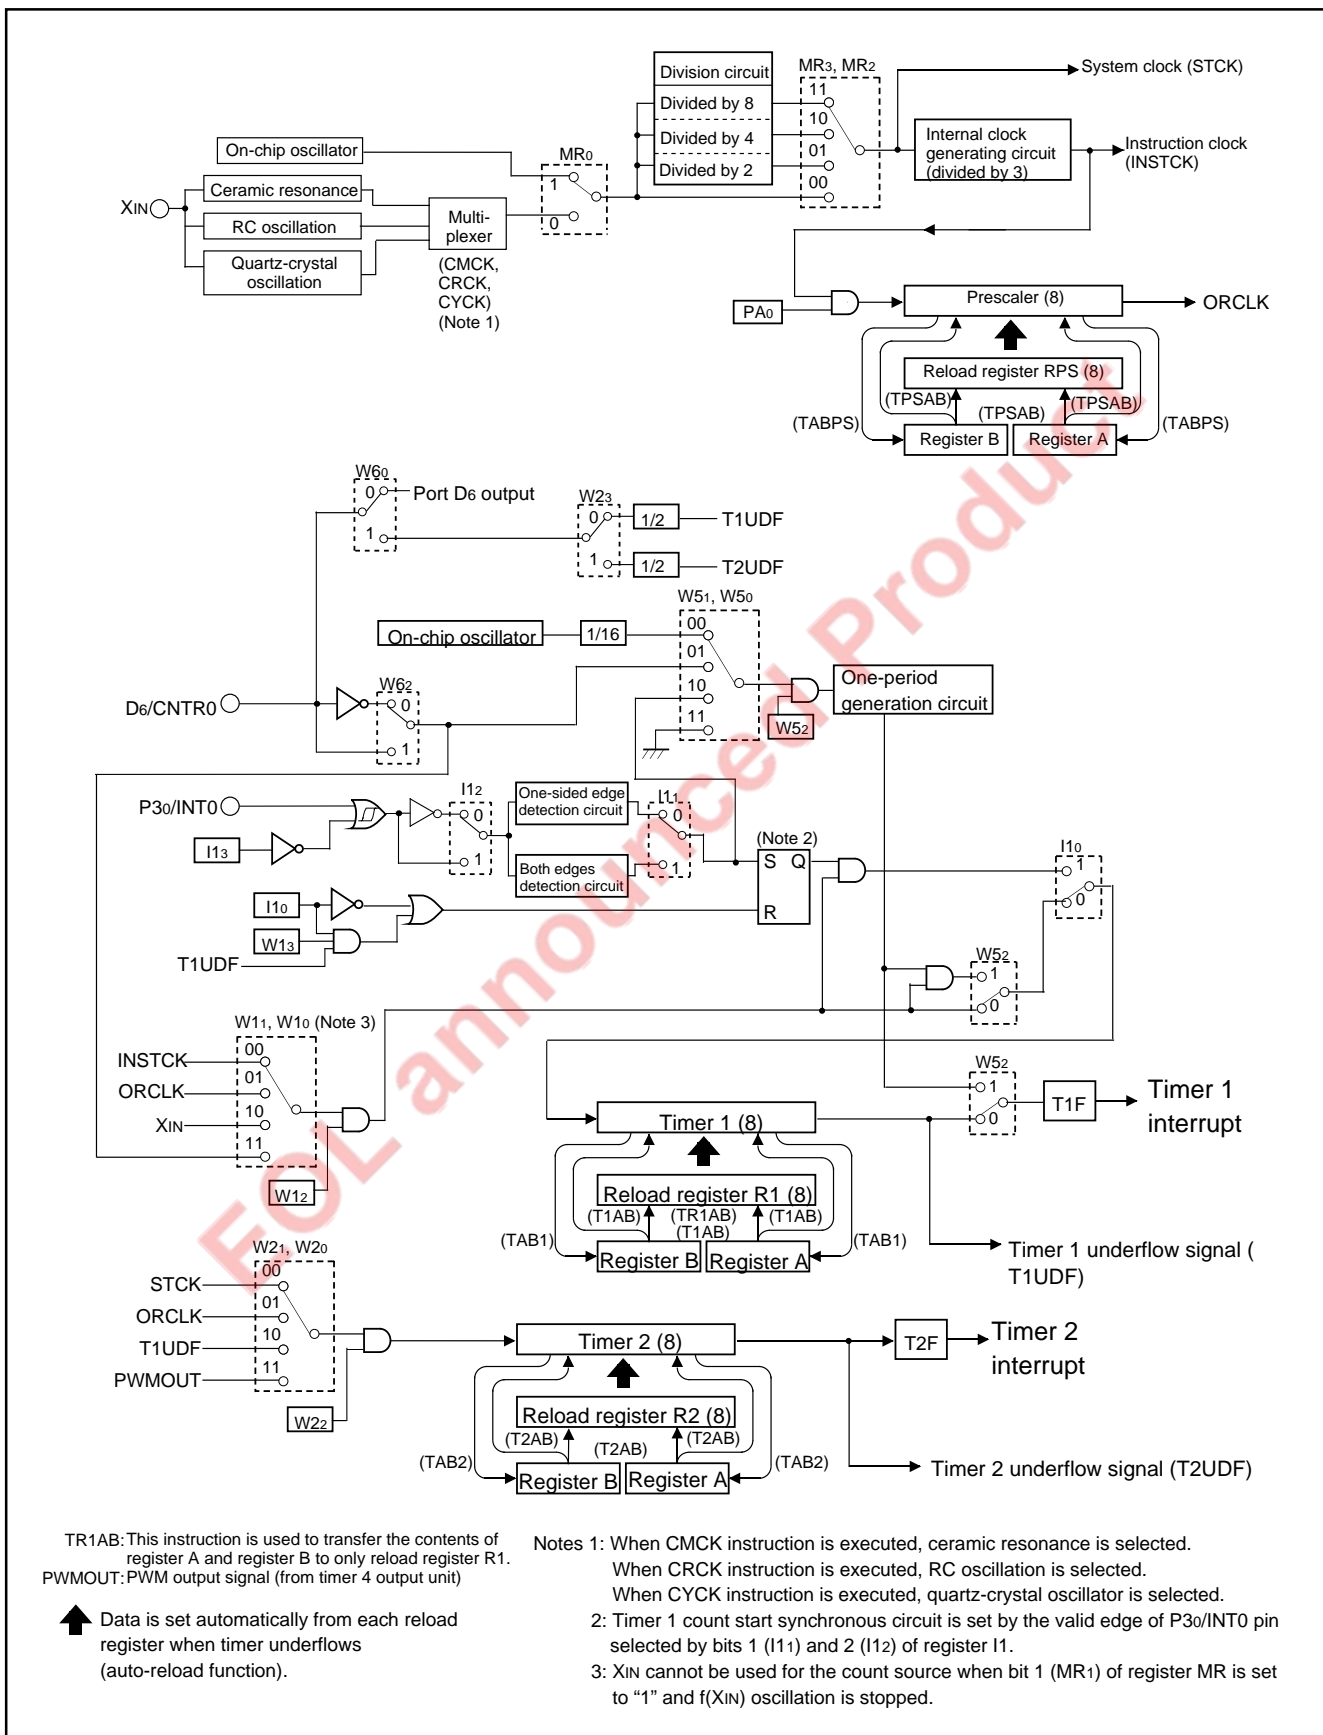 Division circuit
Divided by 8
Divided by 4
Divided by 2
MR3, MR2
11
10
01
00
System clock (STCK)
Internal clock
generating circuit
(divided by 3)
Instruction clock
(INSTCK)
On-chip oscillator
MR0
1
0
XIN
Ceramic resonance
RC oscillation
Quartz-crystal
oscillation
Multi-
plexer
(CMCK,
CRCK,
CYCK)
(Note 1)
PA0
Prescaler (8)
ORCLK
Reload register RPS (8)
(TPSAB)
(TPSAB)
(TPSAB)
(TABPS)
(TABPS)
Register B
Register A
W60
0
1
Port D6 output
W23
0
1
1/2
T1UDF
1/2
T2UDF
W51, W50
00
01
10
11
On-chip oscillator
1/16
One-period
generation circuit
W52
D6/CNTR0
W62
0
1
P30/INT0
I13
I12
0
1
One-sided edge
detection circuit
Both edges
detection circuit
I11
0
1
(Note 2)
S Q
R
I10
1
0
I10
W13
T1UDF
W52
1
0
W11, W10 (Note 3)
00
01
10
11
INSTCK
ORCLK
XIN
W12
W52
1
0
T1F
Timer 1
interrupt
Timer 1 (8)
Reload register R1 (8)
(T1AB)
(TR1AB)
(T1AB)
(T1AB)
(TAB1)
(TAB1)
Register B
Register A
Timer 1 underflow signal (
T1UDF)
W21, W20
00
01
10
11
STCK
ORCLK
T1UDF
PWMOUT
W22
Timer 2 (8)
T2F
Timer 2
interrupt
Reload register R2 (8)
(T2AB)
(T2AB)
(T2AB)
(TAB2)
(TAB2)
Register B
Register A
Timer 2 underflow signal (T2UDF)
TR1AB: This instruction is used to transfer the contents of
register A and register B to only reload register R1.
PWMOUT: PWM output signal (from timer 4 output unit)
Data is set automatically from each reload
register when timer underflows
(auto-reload function).
Notes 1: When CMCK instruction is executed, ceramic resonance is selected.
When CRCK instruction is executed, RC oscillation is selected.
When CYCK instruction is executed, quartz-crystal oscillator is selected.
2: Timer 1 count start synchronous circuit is set by the valid edge of P30/INT0 pin
selected by bits 1 (I11) and 2 (I12) of register I1.
3: XIN cannot be used for the count source when bit 1 (MR1) of register MR is set
to “1” and f(XIN) oscillation is stopped.
EOL announced Product